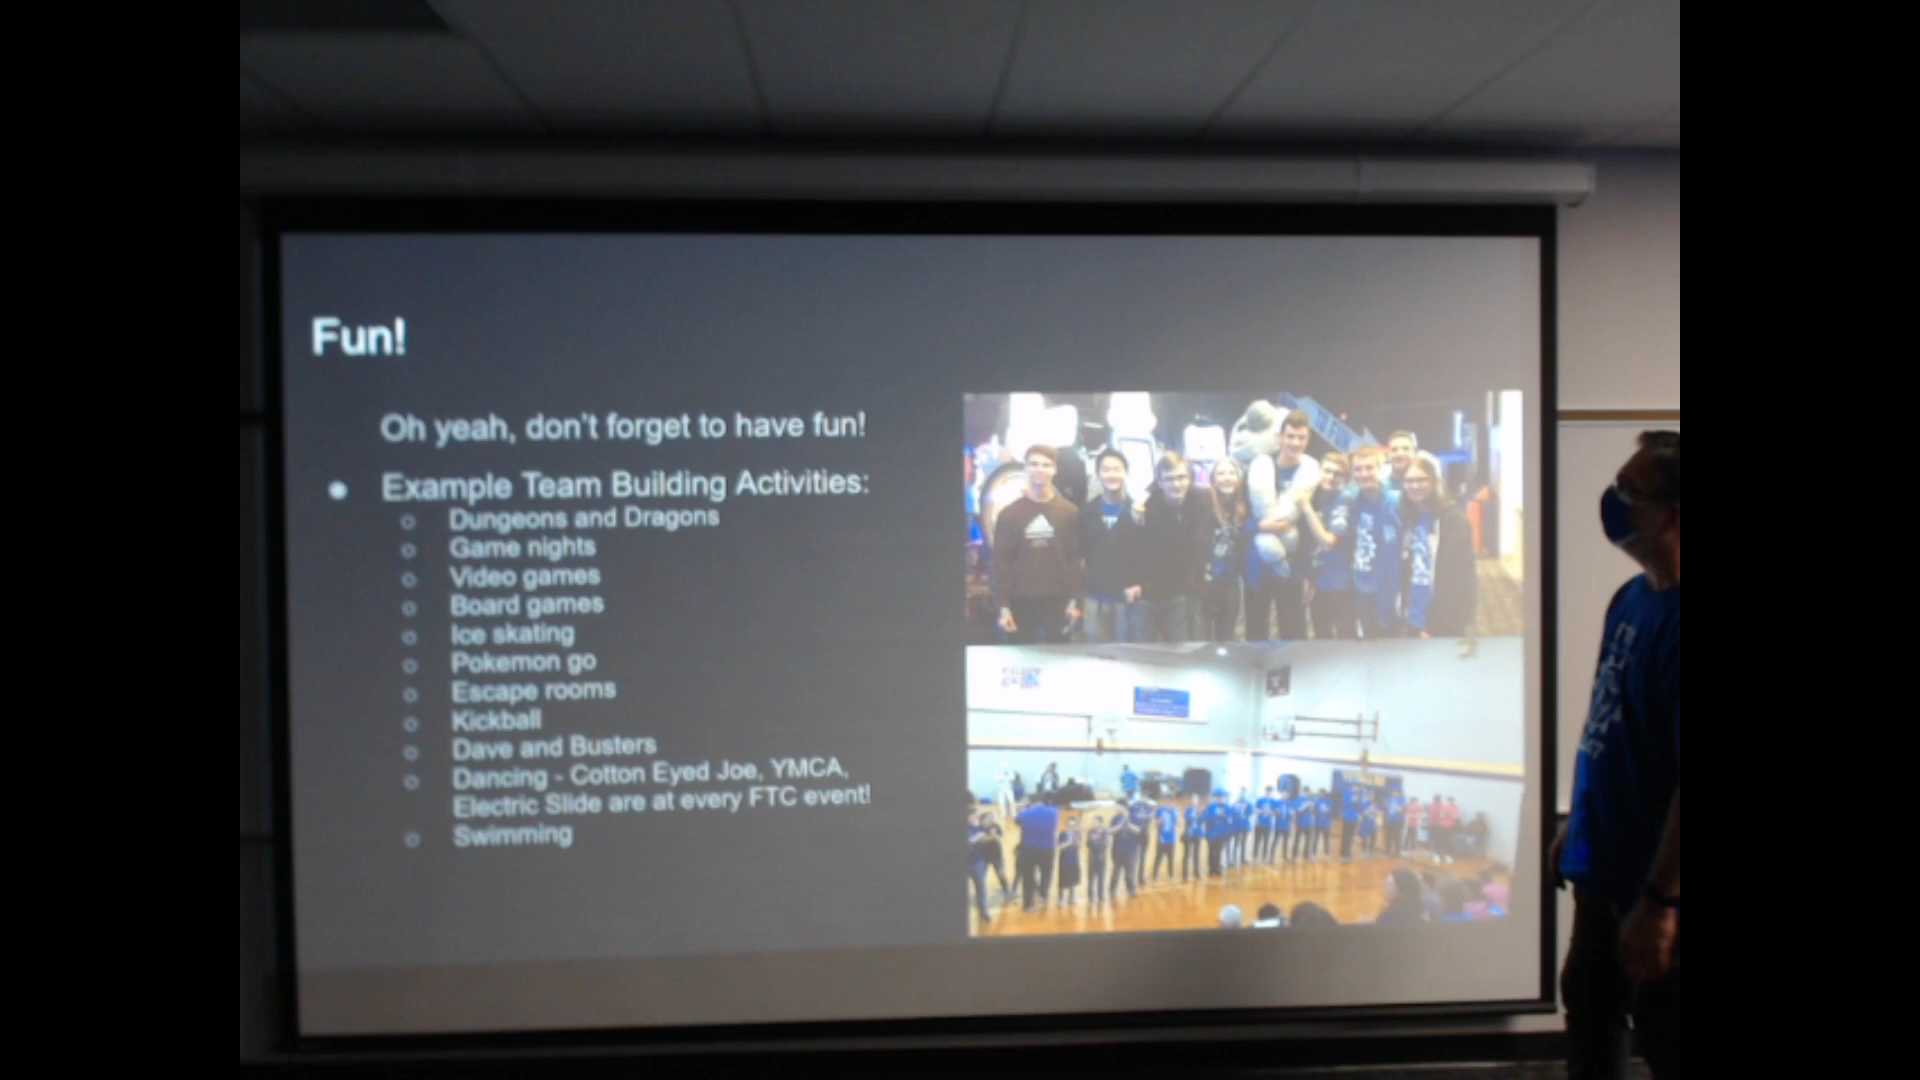 Fun!
Oh yeah, don't forget to have fun!
Example Team Building Activities:
Dungeons and Dragons
Game nights
Video games
Board games
Ice skating
Pokemon go
Escape rooms
Kickball
Dave and Busters
Dancing - Cotton Eyed Joe, YMCA,
Electric Slide are at every FTC event!
Swimming
TO FUN